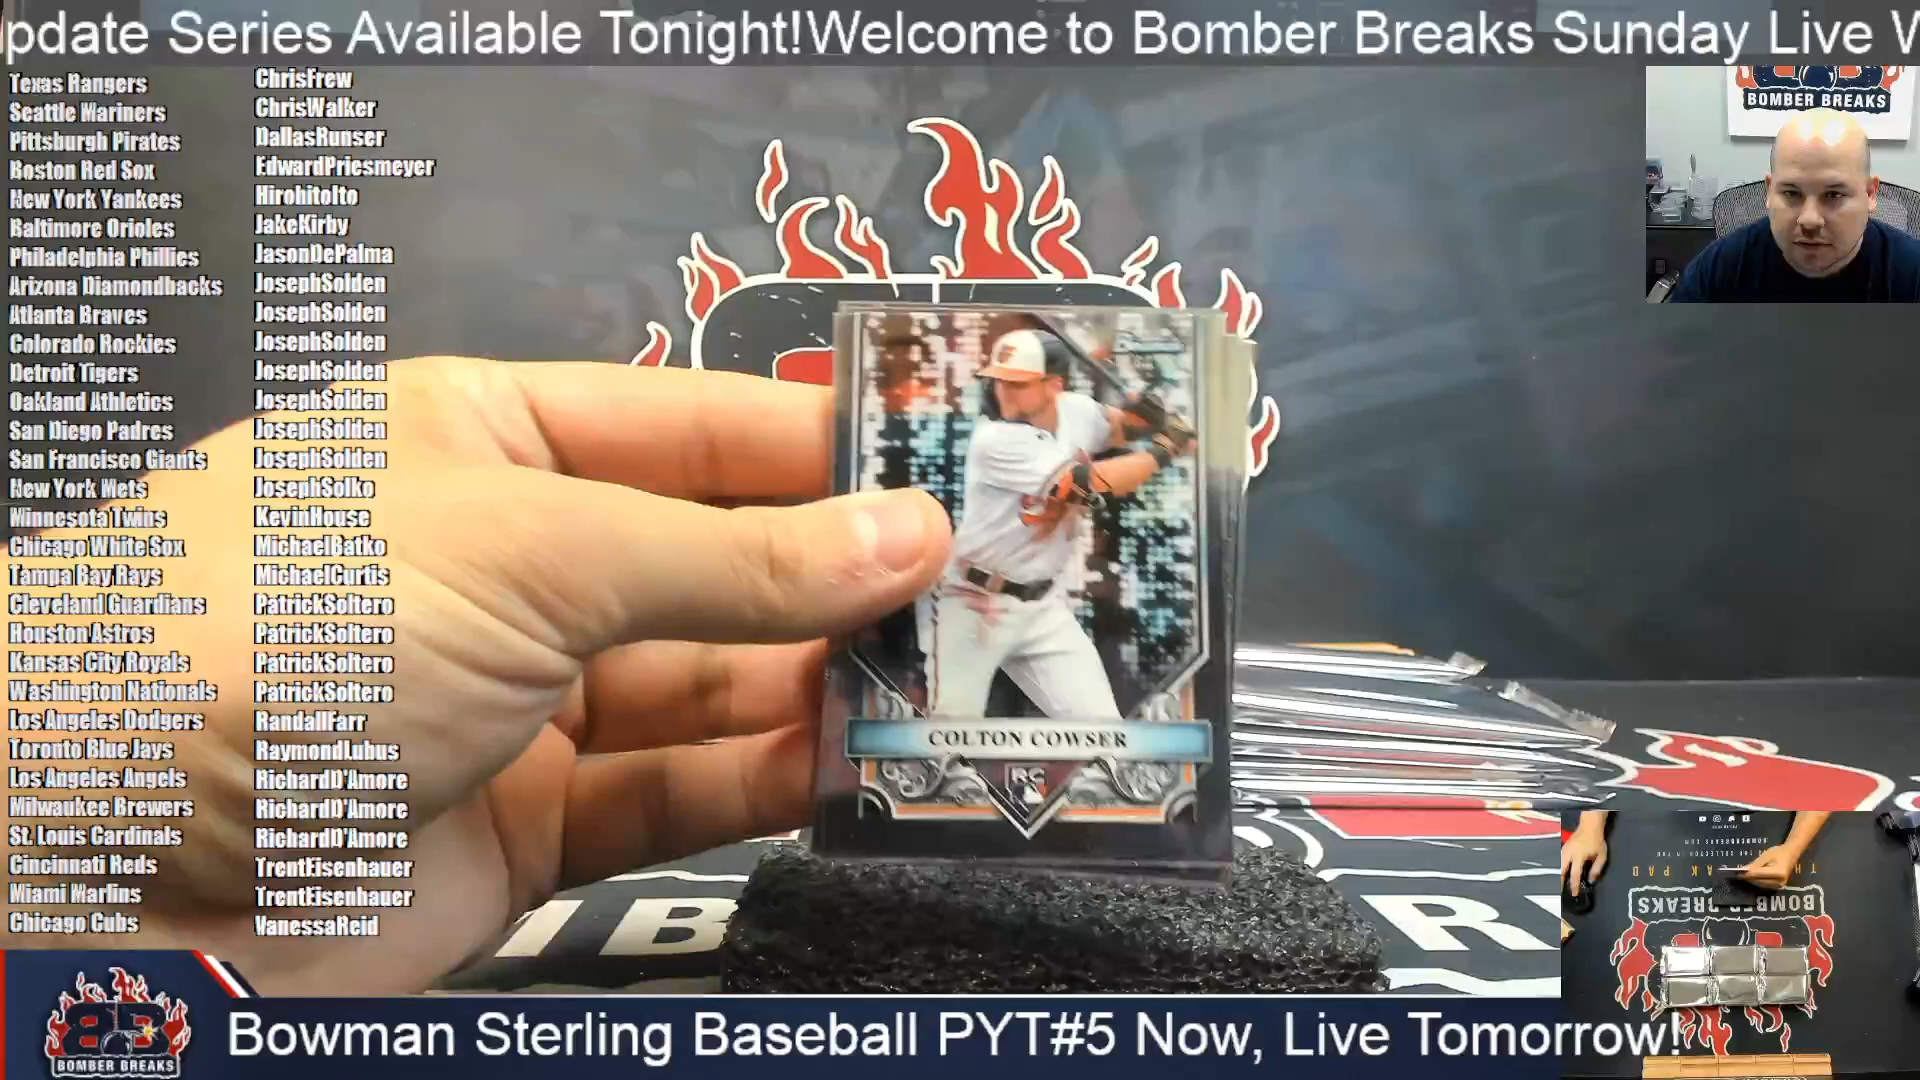 pdate Series Available Tonight!Welcome to Bomber Breaks Sunday Live
Texas Rangers ChrisFrew
Seattle Mariners ChrisWalker
Pittsburgh Pirates DallasRunser
Boston Red Sox EdwardPriesmeyer
New York Yankees HirohitoIto
Baltimore Orioles JakeKirby
Philadelphia Phillies JasonDePalma
Arizona Diamondbacks JosephSolden
Atlanta Braves JosephSolden
Colorado Rockies JosephSolden
Detroit Tigers JosephSolden
Oakland Athletics JosephSolden
San Diego Padres JosephSolden
San Francisco Giants JosephSolden
New York Mets JosephSolko
Minnesota Twins KevinHouse
Chicago White Sox MichaelBatko
Tampa Bay Rays MichaelCurtis
Cleveland Guardians PatrickSoltero
Houston Astros PatrickSoltero
Kansas City Royals PatrickSoltero
Washington Nationals PatrickSoltero
Los Angeles Dodgers RandallFarr
Toronto Blue Jays RaymondLubus
Los Angeles Angels RichardD'Amore
Milwaukee Brewers RichardD'Amore
St. Louis Cardinals RichardD'Amore
Cincinnati Reds TrentEisenhauer
Miami Marlins TrentEisenhauer
Chicago Cubs VanessaReid
BOMBER BREAKS
COLTON COWSER
RC
BOMBER BREAKS
BOMBER BREAKS
Bowman Sterling Baseball PYT#5 Now, Live Tomorrow!